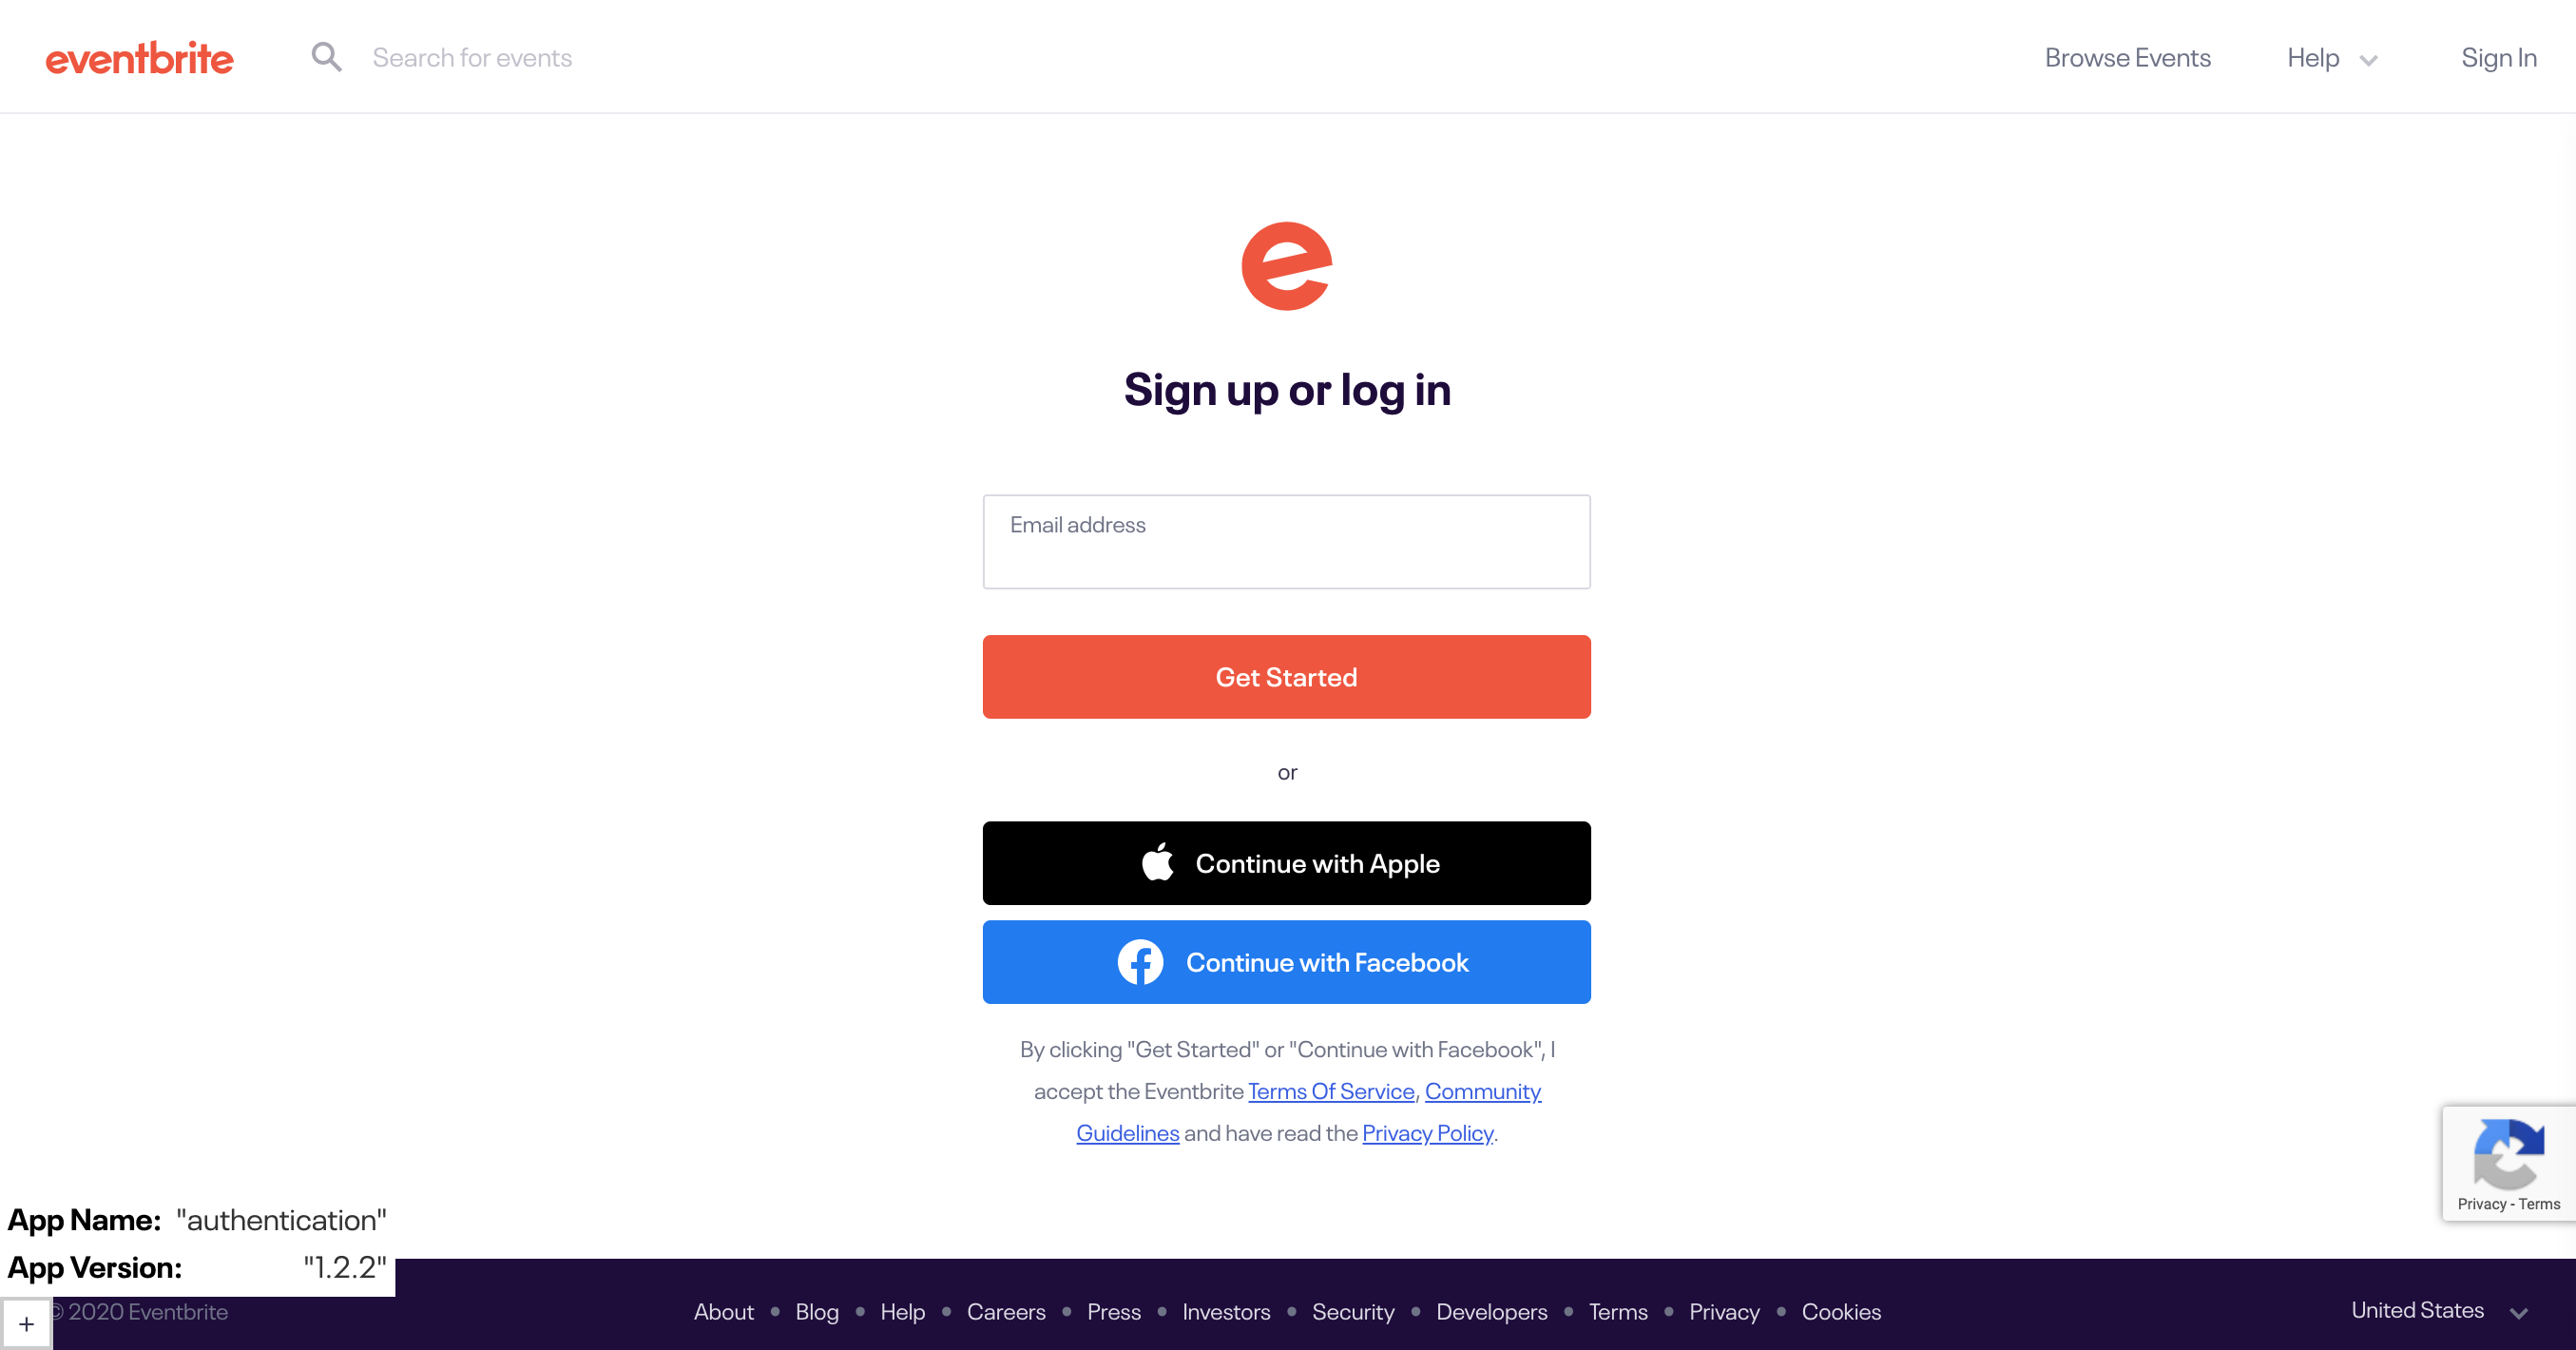 eventbrite
Search for events
Browse Events
Help
Sign In
Sign up or log in
Email address
Get Started
or
Continue with Apple
Continue with Facebook
By clicking "Get Started" or "Continue with Facebook", I
accept the Eventbrite Terms Of Service, Community
Guidelines and have read the Privacy Policy.
Privacy - Terms
App Name: "authentication"
App Version: "1.2.2"
+
© 2020 Eventbrite
About • Blog • Help • Careers • Press • Investors • Security • Developers • Terms • Privacy • Cookies
United States